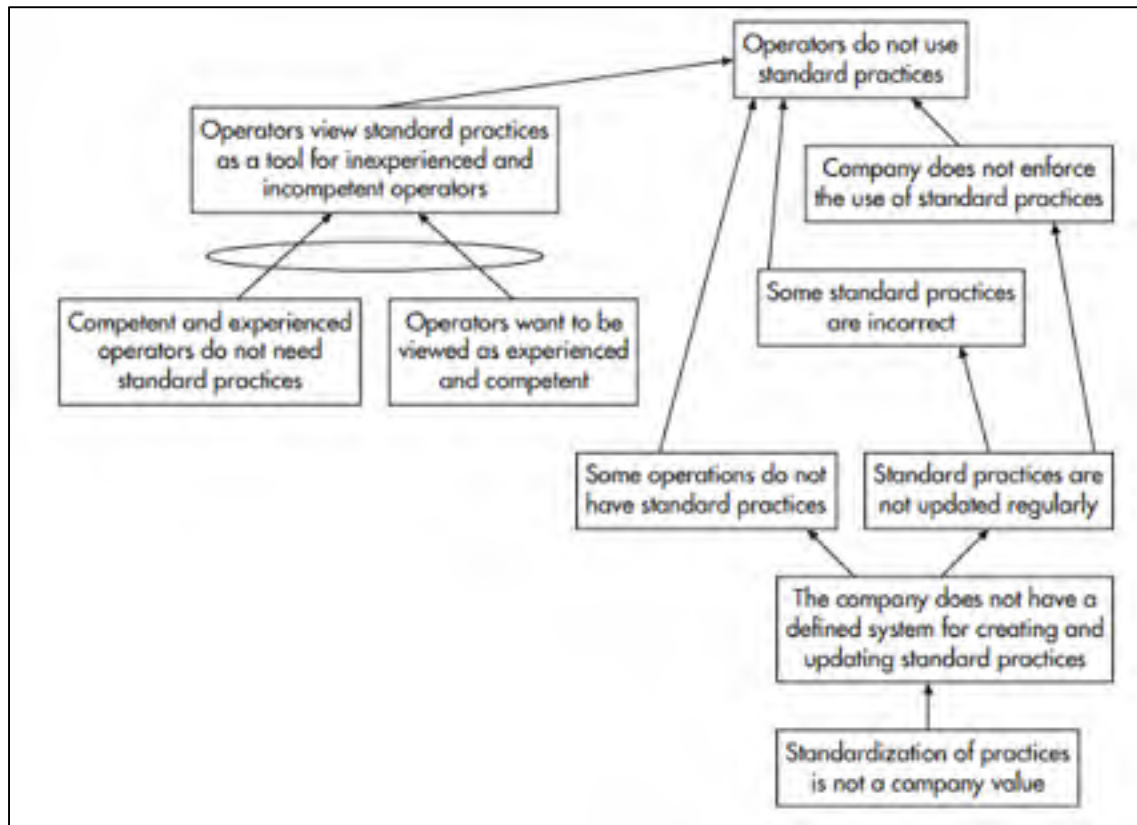 Operators do not use
standard practices
Operators view standard practices
as a tool for inexperienced and
incompetent operators
Company does not enforce
the use of standard practices
Some standard practices
are incorrect
Competent and experienced
operators do not need
standard practices
Operators want to be
viewed as experienced
and competent
Some operations do not
have standard practices
Standard practices are
not updated regularly
The company does not have a
defined system for creating and
updating standard practices
Standardization of practices
is not a company value